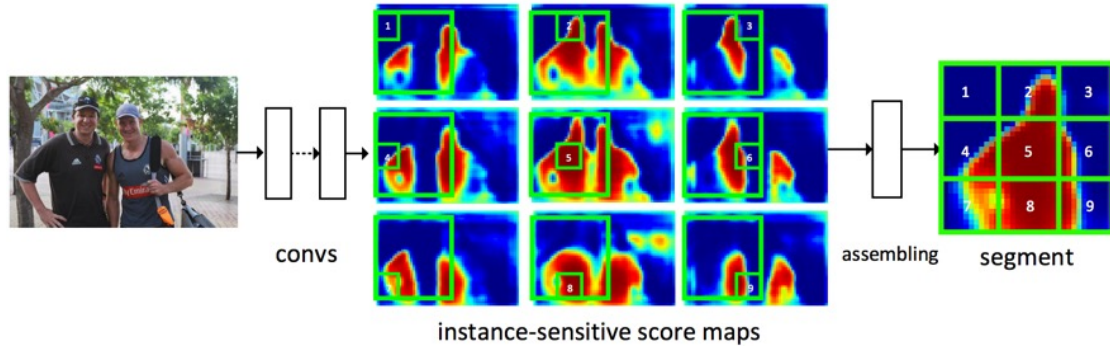 1 2 3
4 5 6
8 9
convs
instance-sensitive score maps
assembling
1 2 3
4 5 6
7 8 9
segment